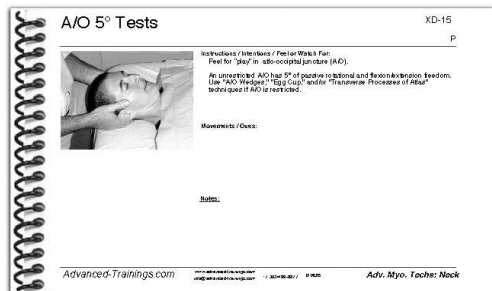 A/O 5° Tests
XD-15
P
Instructions / Intentions / Feel or Watch For:
Feel for "play" in atlo-occipital juncture (A/O).
An unrestricted A/O has 5° of passive rotational and flexion/extension freedom.
Use "A/O Wedges," "Egg Cup," and/or "Transverse Processes of Atlas"
techniques if A/O is restricted.
Movements / Cues:
Notes:
Advanced-Trainings.com
Adv. Myo. Techs: Neck